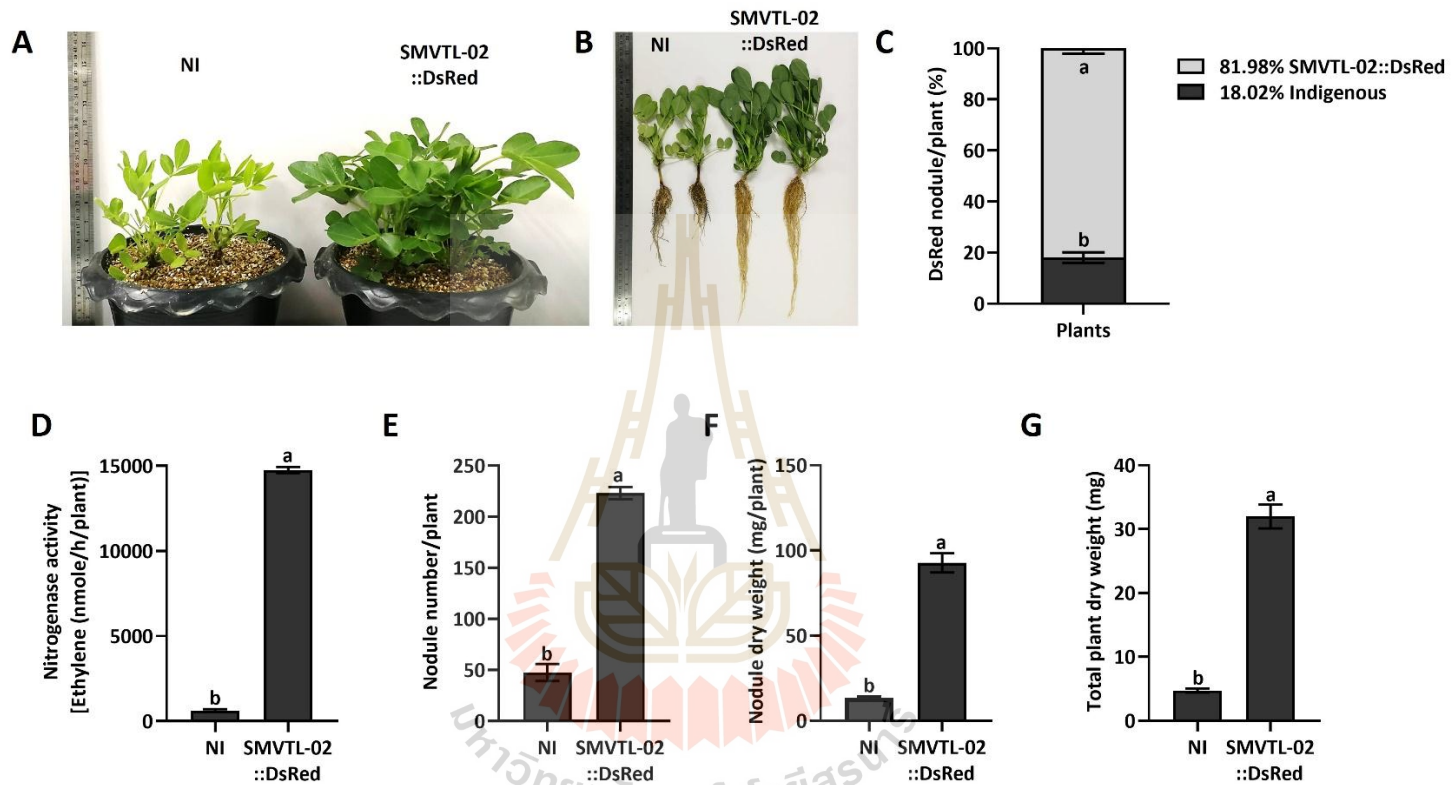 A
NI
SMVTL-02
::DsRed
B
NI
SMVTL-02
::DsRed
C
DsRed nodule/plant (%)
100
80
60
40
20
0
a
b
Plants
81.98% SMVTL-02::DsRed
18.02% Indigenous
D
Nitrogenase activity
[Ethylene (nmole/h/plant)]
15000
10000
5000
0
b
a
NI
SMVTL-02
::DsRed
E
Nodule number/plant
250
200
150
100
50
0
b
a
NI
SMVTL-02
::DsRed
F
Nodule dry weight (mg/plant)
150
100
50
0
b
a
NI
SMVTL-02
::DsRed
G
Total plant dry weight (mg)
40
30
20
10
0
b
a
NI
SMVTL-02
::DsRed